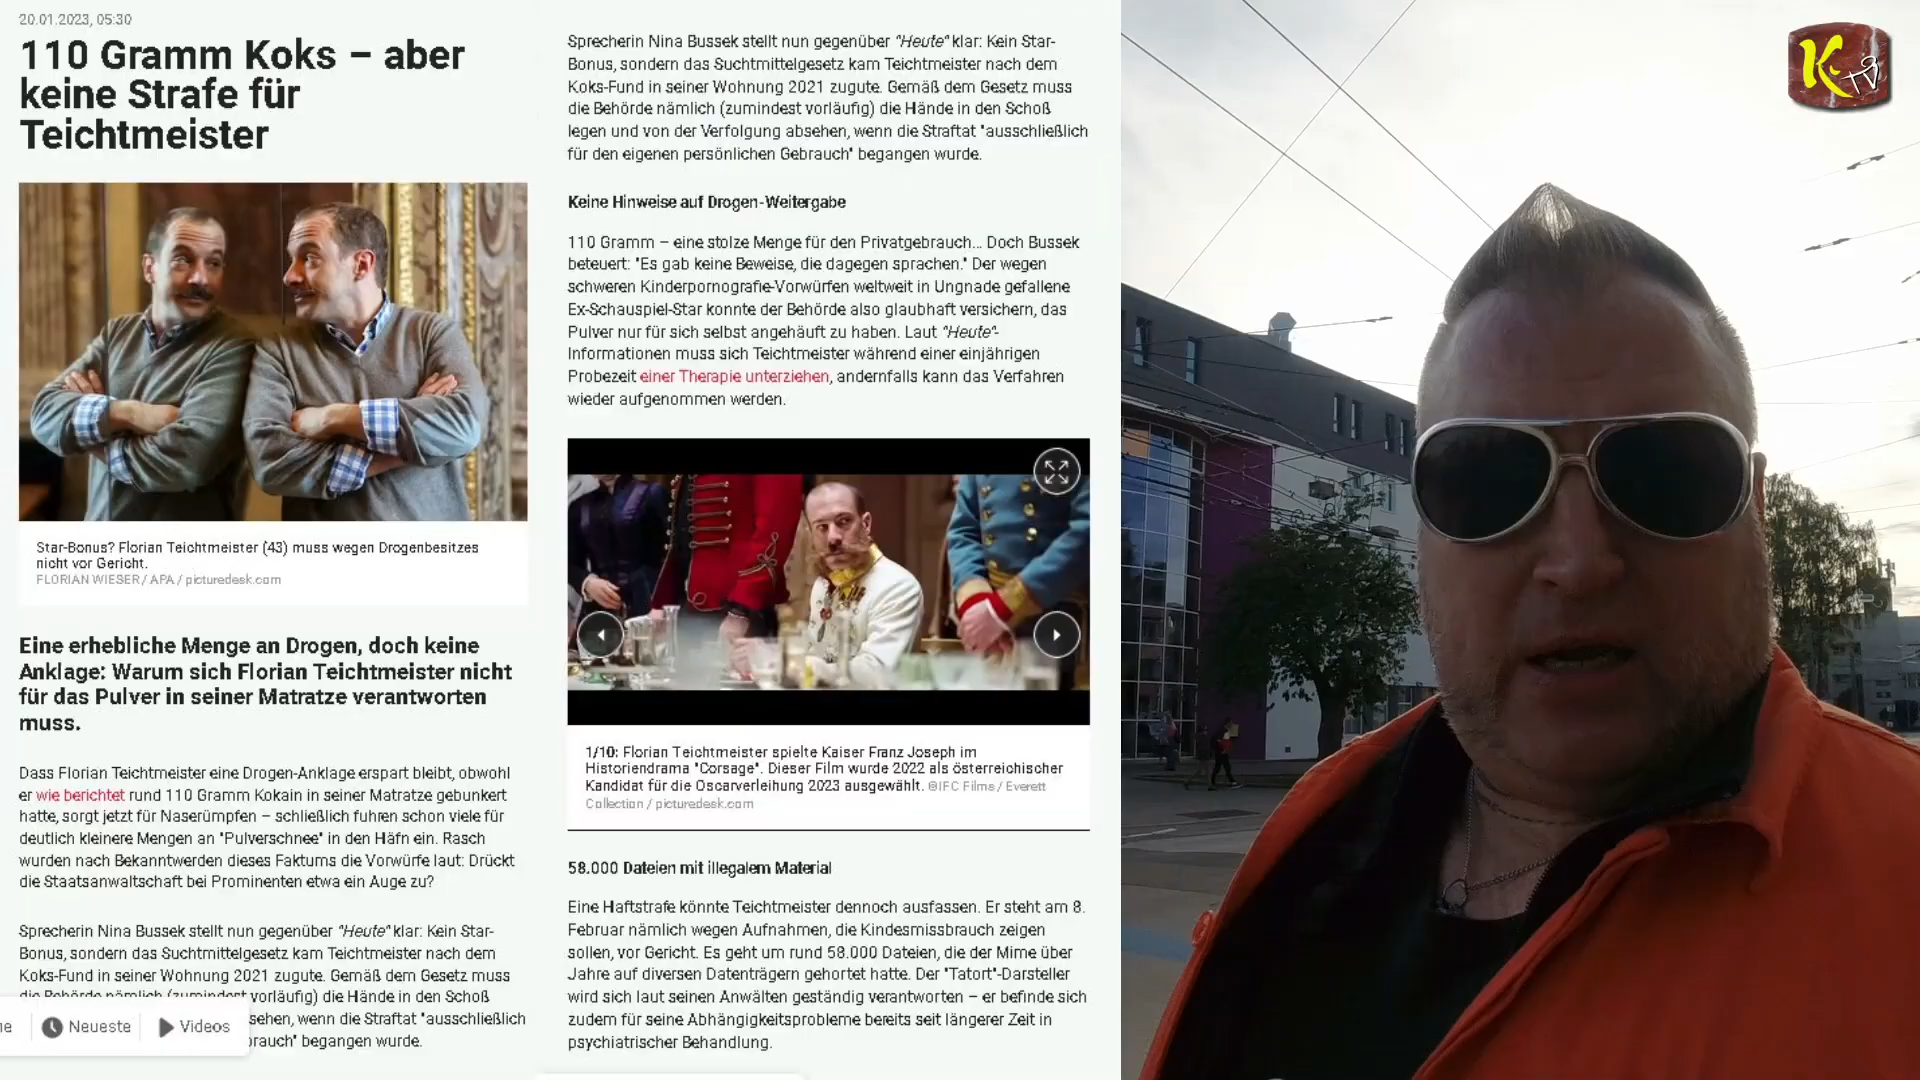 20.01.2023, 05:30
110 Gramm Koks – aber
keine Strafe für
Teichtmeister
Star-Bonus? Florian Teichtmeister (43) muss wegen Drogenbesitzes
nicht vor Gericht.
FLORIAN WIESER / APA / picturedesk.com
Eine erhebliche Menge an Drogen, doch keine
Anklage: Warum sich Florian Teichtmeister nicht
für das Pulver in seiner Matratze verantworten
muss.
Dass Florian Teichtmeister eine Drogen-Anklage erspart bleibt, obwohl
er wie berichtet rund 110 Gramm Kokain in seiner Matratze gebunkert
hatte, sorgt jetzt für Naserümpfen – schließlich fuhren schon viele für
deutlich kleinere Mengen an "Pulverschnee" in den Häfn ein. Rasch
wurden nach Bekanntwerden dieses Faktums die Vorwürfe laut: Drückt
die Staatsanwaltschaft bei Prominenten etwa ein Auge zu?
Sprecherin Nina Bussek stellt nun gegenüber "Heute" klar: Kein Star-
Bonus, sondern das Suchtmittelgesetz kam Teichtmeister nach dem
Koks-Fund in seiner Wohnung 2021 zugute. Gemäß dem Gesetz muss
die Behörde nämlich (zumindest vorläufig) die Hände in den Schoß
sehen, wenn die Straftat "ausschließlich
brauch" begangen wurde.
ne Neueste Videos
Sprecherin Nina Bussek stellt nun gegenüber "Heute" klar: Kein Star-
Bonus, sondern das Suchtmittelgesetz kam Teichtmeister nach dem
Koks-Fund in seiner Wohnung 2021 zugute. Gemäß dem Gesetz muss
die Behörde nämlich (zumindest vorläufig) die Hände in den Schoß
legen und von der Verfolgung absehen, wenn die Straftat "ausschließlich
für den eigenen persönlichen Gebrauch" begangen wurde.
Keine Hinweise auf Drogen-Weitergabe
110 Gramm – eine stolze Menge für den Privatgebrauch... Doch Bussek
beteuert: "Es gab keine Beweise, die dagegen sprachen." Der wegen
schweren Kinderpornografie-Vorwürfen weltweit in Ungnade gefallene
Ex-Schauspiel-Star konnte der Behörde also glaubhaft versichern, das
Pulver nur für sich selbst angehäuft zu haben. Laut "Heute"-
Informationen muss sich Teichtmeister während einer einjährigen
Probezeit einer Therapie unterziehen, andernfalls kann das Verfahren
wieder aufgenommen werden.
1/10: Florian Teichtmeister spielte Kaiser Franz Joseph im
Historiendrama "Corsage". Dieser Film wurde 2022 als österreichischer
Kandidat für die Oscarverleihung 2023 ausgewählt. ©IFC Films / Everett
Collection / picturedesk.com
58.000 Dateien mit illegalem Material
Eine Haftstrafe könnte Teichtmeister dennoch ausfassen. Er steht am 8.
Februar nämlich wegen Aufnahmen, die Kindesmissbrauch zeigen
sollen, vor Gericht. Es geht um rund 58.000 Dateien, die der Mime über
Jahre auf diversen Datenträgern gehortet hatte. Der "Tatort"-Darsteller
wird sich laut seinen Anwälten geständig verantworten – er befinde sich
zudem für seine Abhängigkeitsprobleme bereits seit längerer Zeit in
psychiatrischer Behandlung.
K-TV